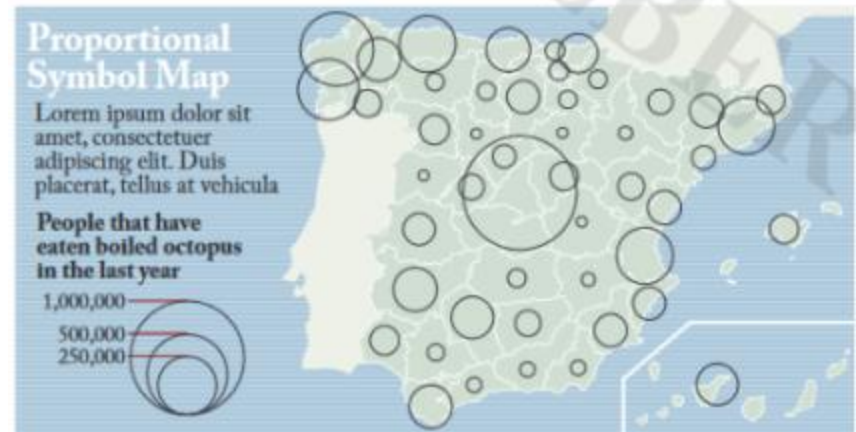 Proportional
Symbol Map
Lorem ipsum dolor sit
amet, consectetuer
adipiscing elit. Duis
placerat, tellus at vehicula
People that have
eaten boiled octopus
in the last year
1,000,000
500,000
250,000
BER